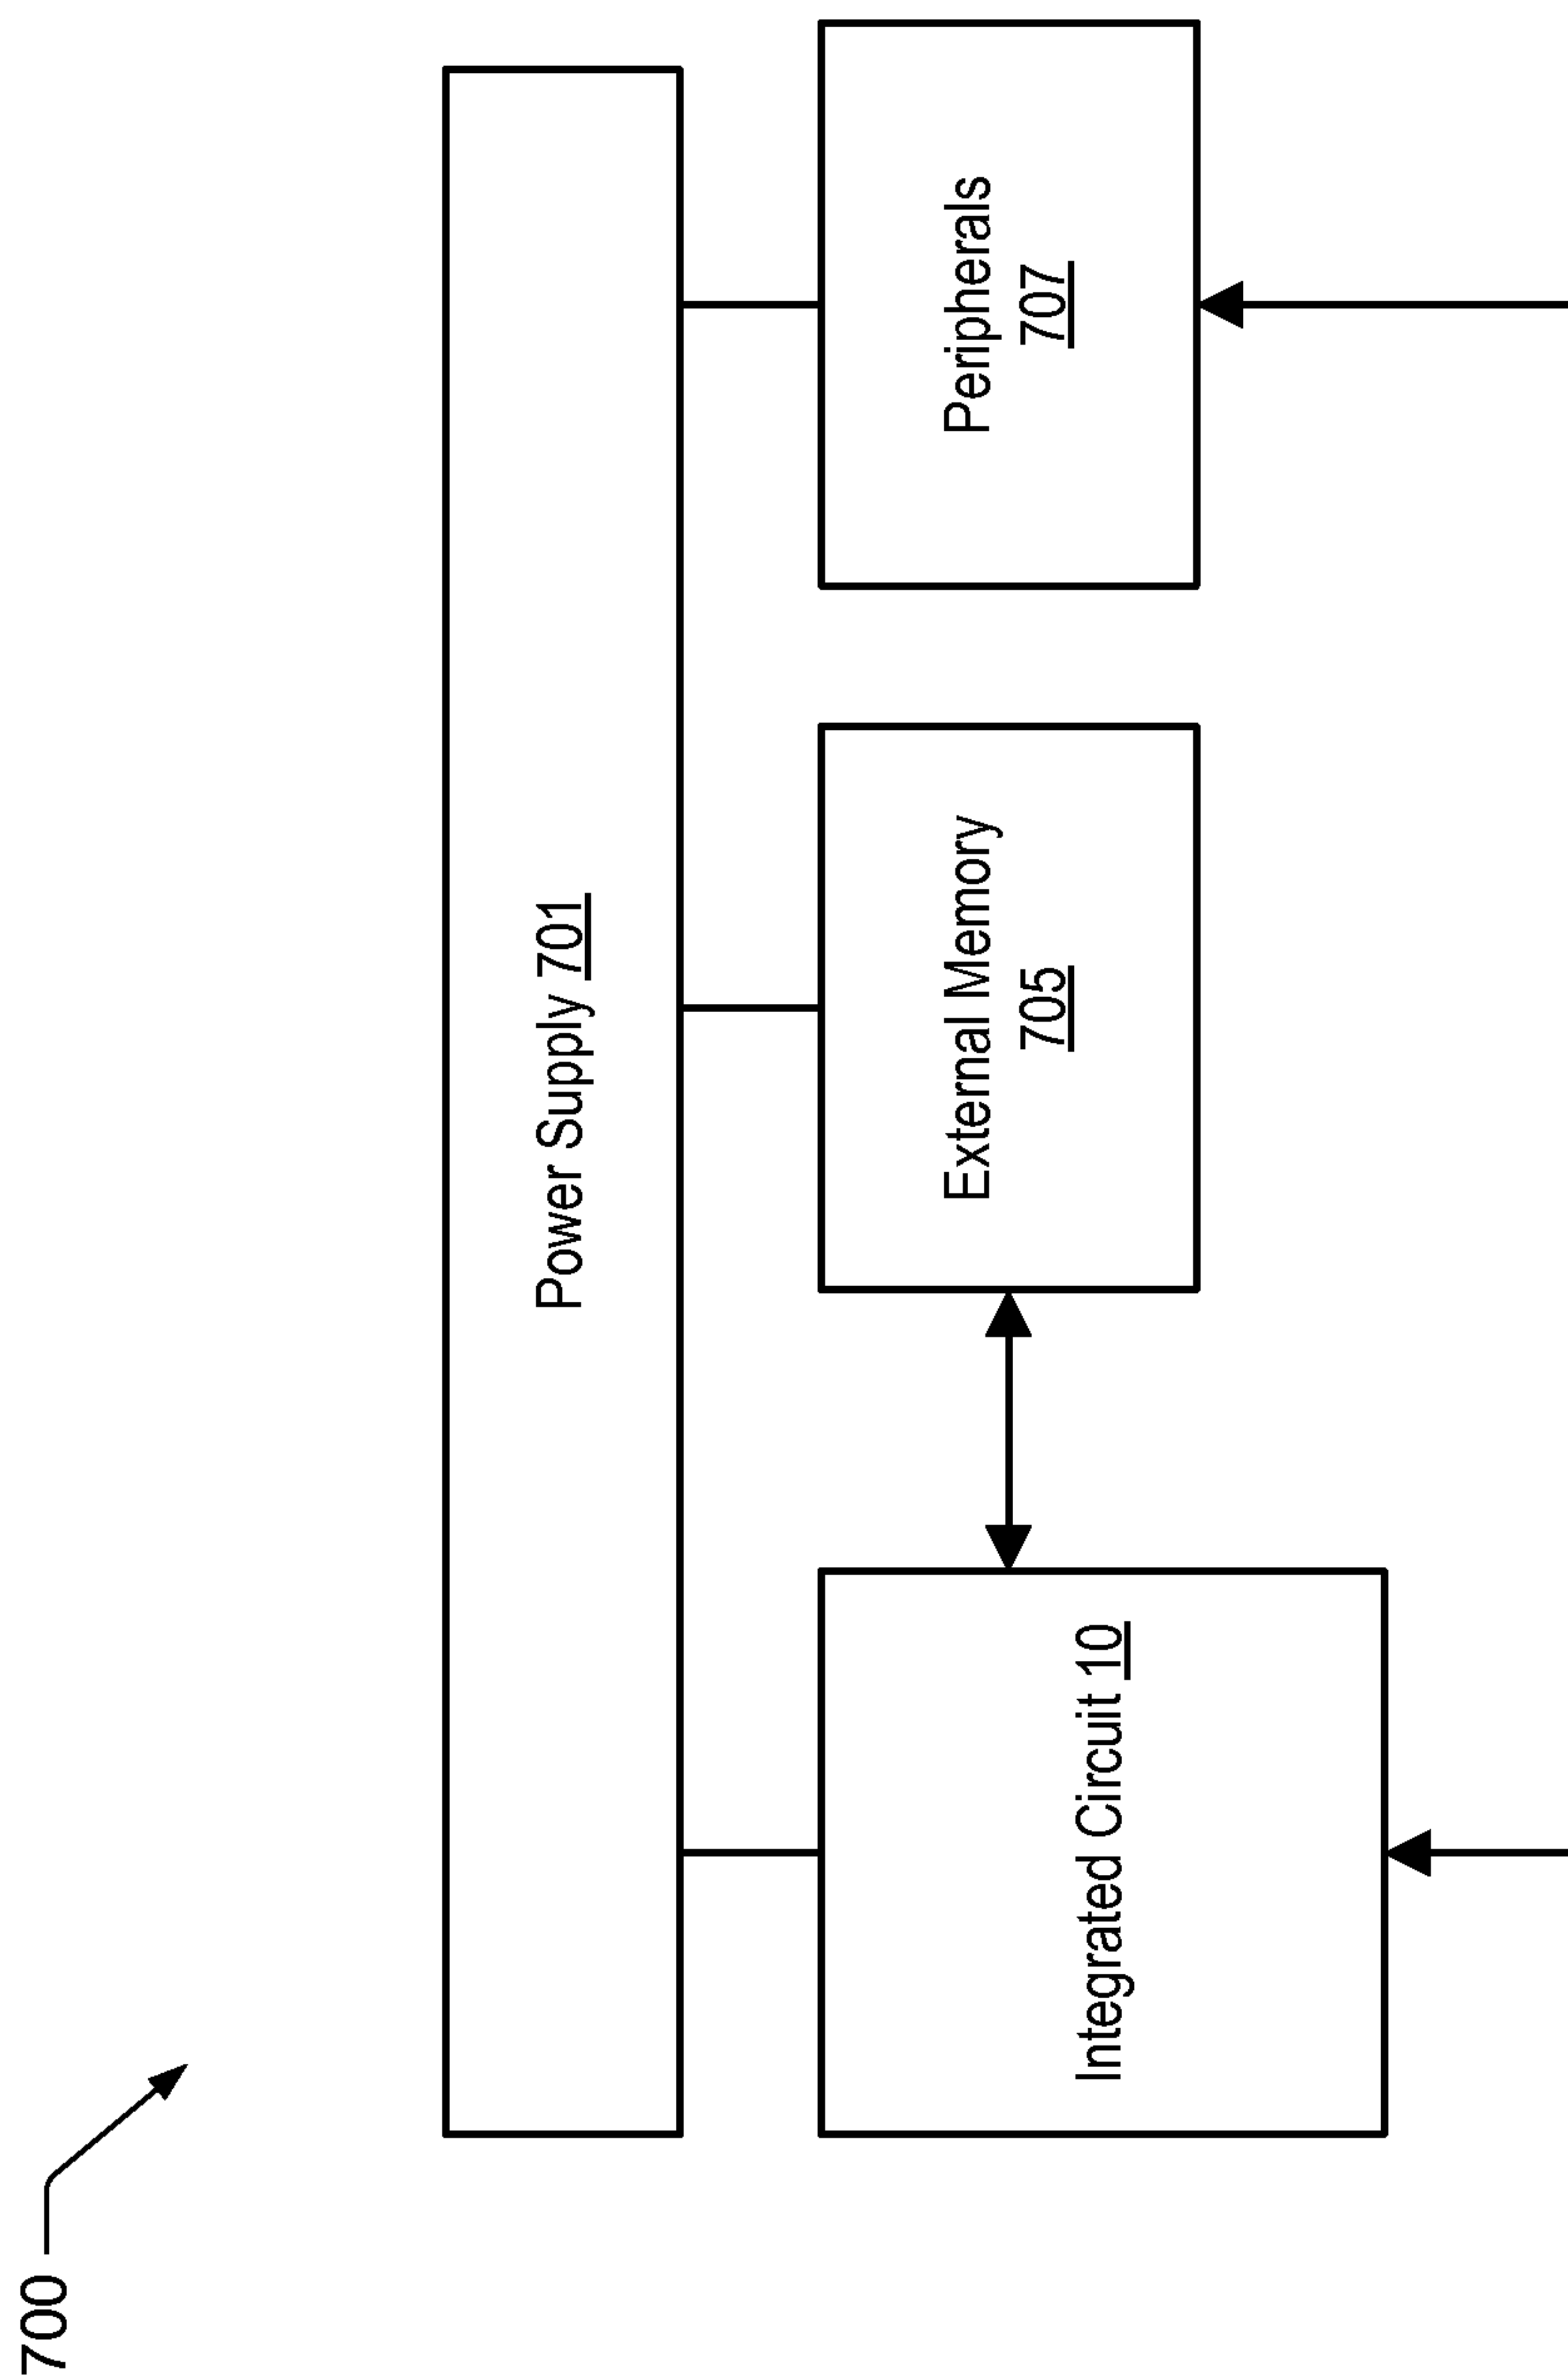 700
Power Supply 701
Integrated Circuit 10
External Memory
705
Peripherals
707